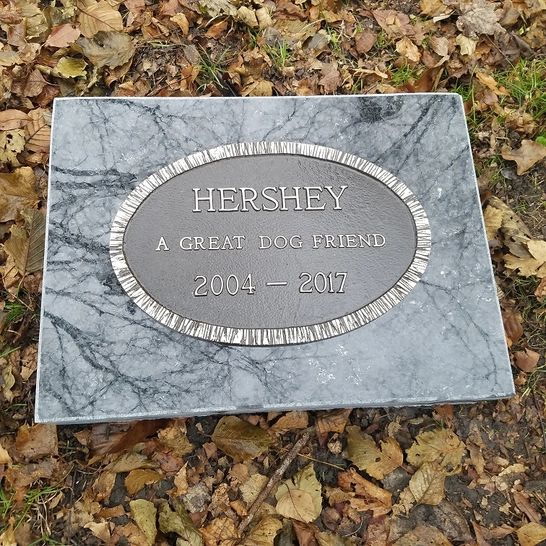 HERSHEY
A GREAT DOG FRIEND
2004 — 2017